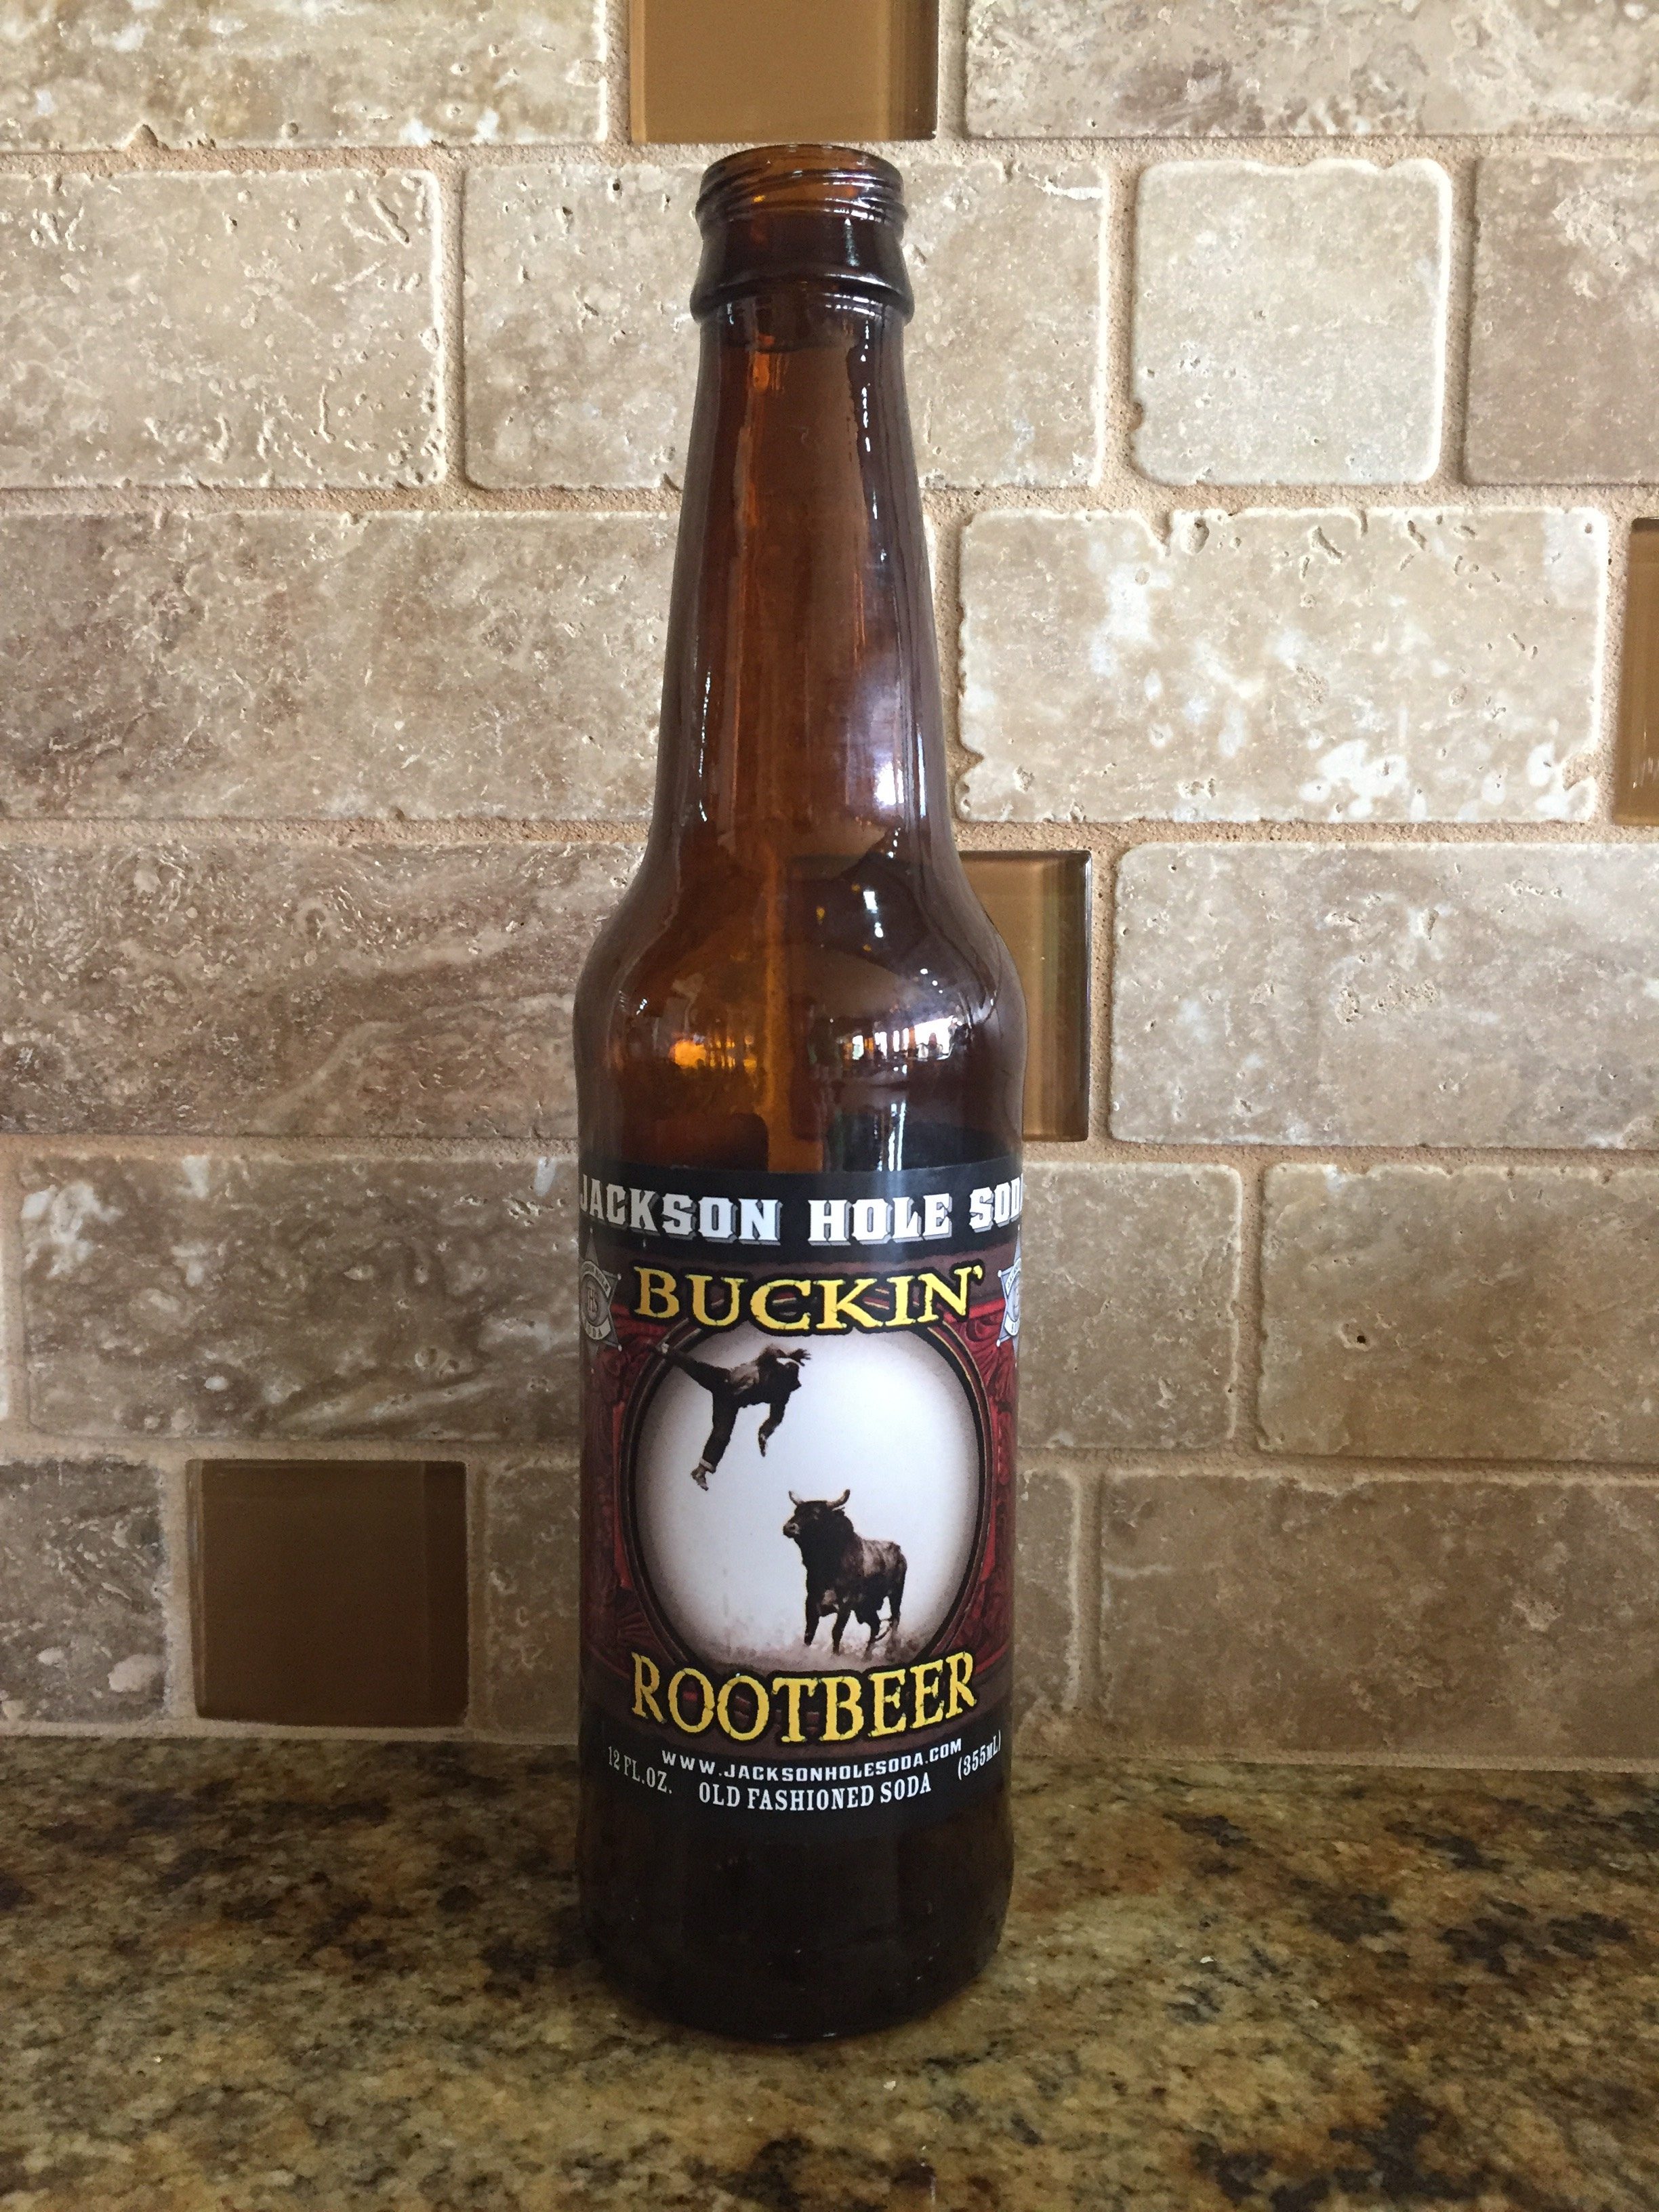 JACKSON HOLE SOD
BUCKIN'
ROOTBEER
WWW.JACKSONHOLESODA.COM
12 FL.OZ. OLD FASHIONED SODA (355mL)